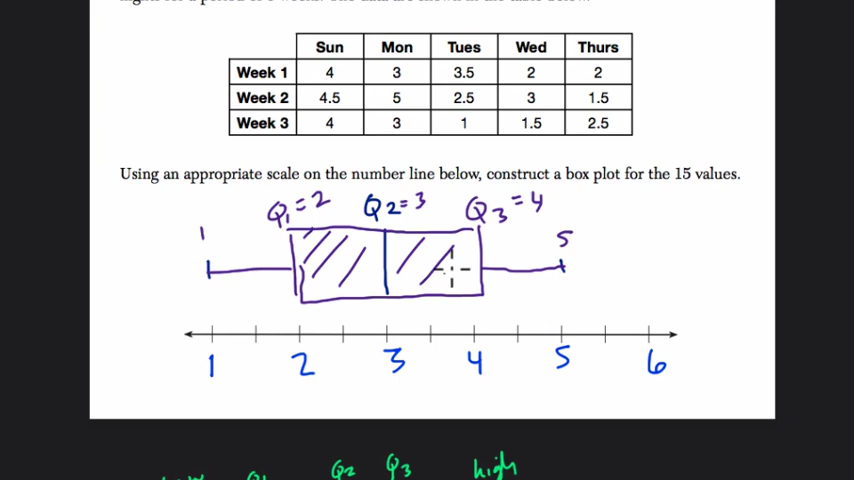 Sun Mon Tues Wed Thurs
Week 1 4 3 3.5 2 2
Week 2 4.5 5 2.5 3 1.5
Week 3 4 3 1 1.5 2.5
Using an appropriate scale on the number line below, construct a box plot for the 15 values.
Q1=2 Q2=3 Q3=4
1 5
1 2 3 4 5 6
Q2 Q3 high